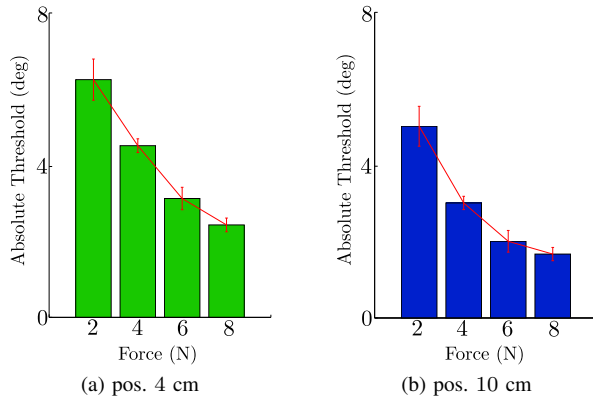 8
4
0
Absolute Threshold (deg)
2 4 6 8
Force (N)
(a) pos. 4 cm
8
4
0
Absolute Threshold (deg)
2 4 6 8
Force (N)
(b) pos. 10 cm